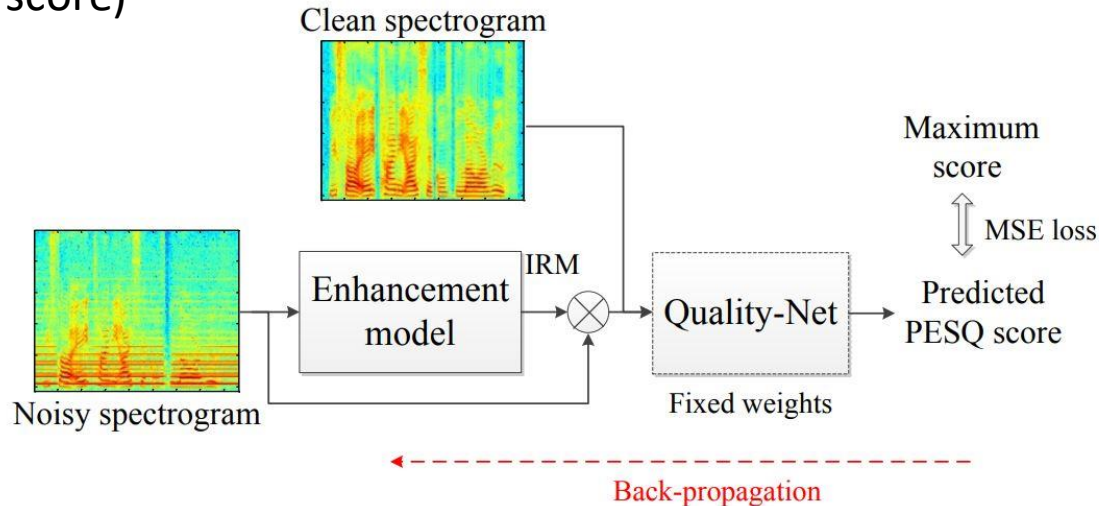 score)
Clean spectrogram
Maximum
score
MSE loss
IRM
Enhancement
model
Quality-Net
Predicted
PESQ score
Noisy spectrogram
Fixed weights
Back-propagation